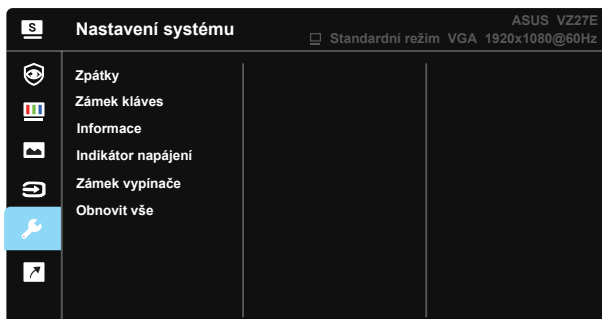 S
Nastavení systému
ASUS VZ27E
Standardní režim VGA 1920x1080@60Hz
Zpátky
Zámek kláves
Informace
Indikátor napájení
Zámek vypínače
Obnovit vše